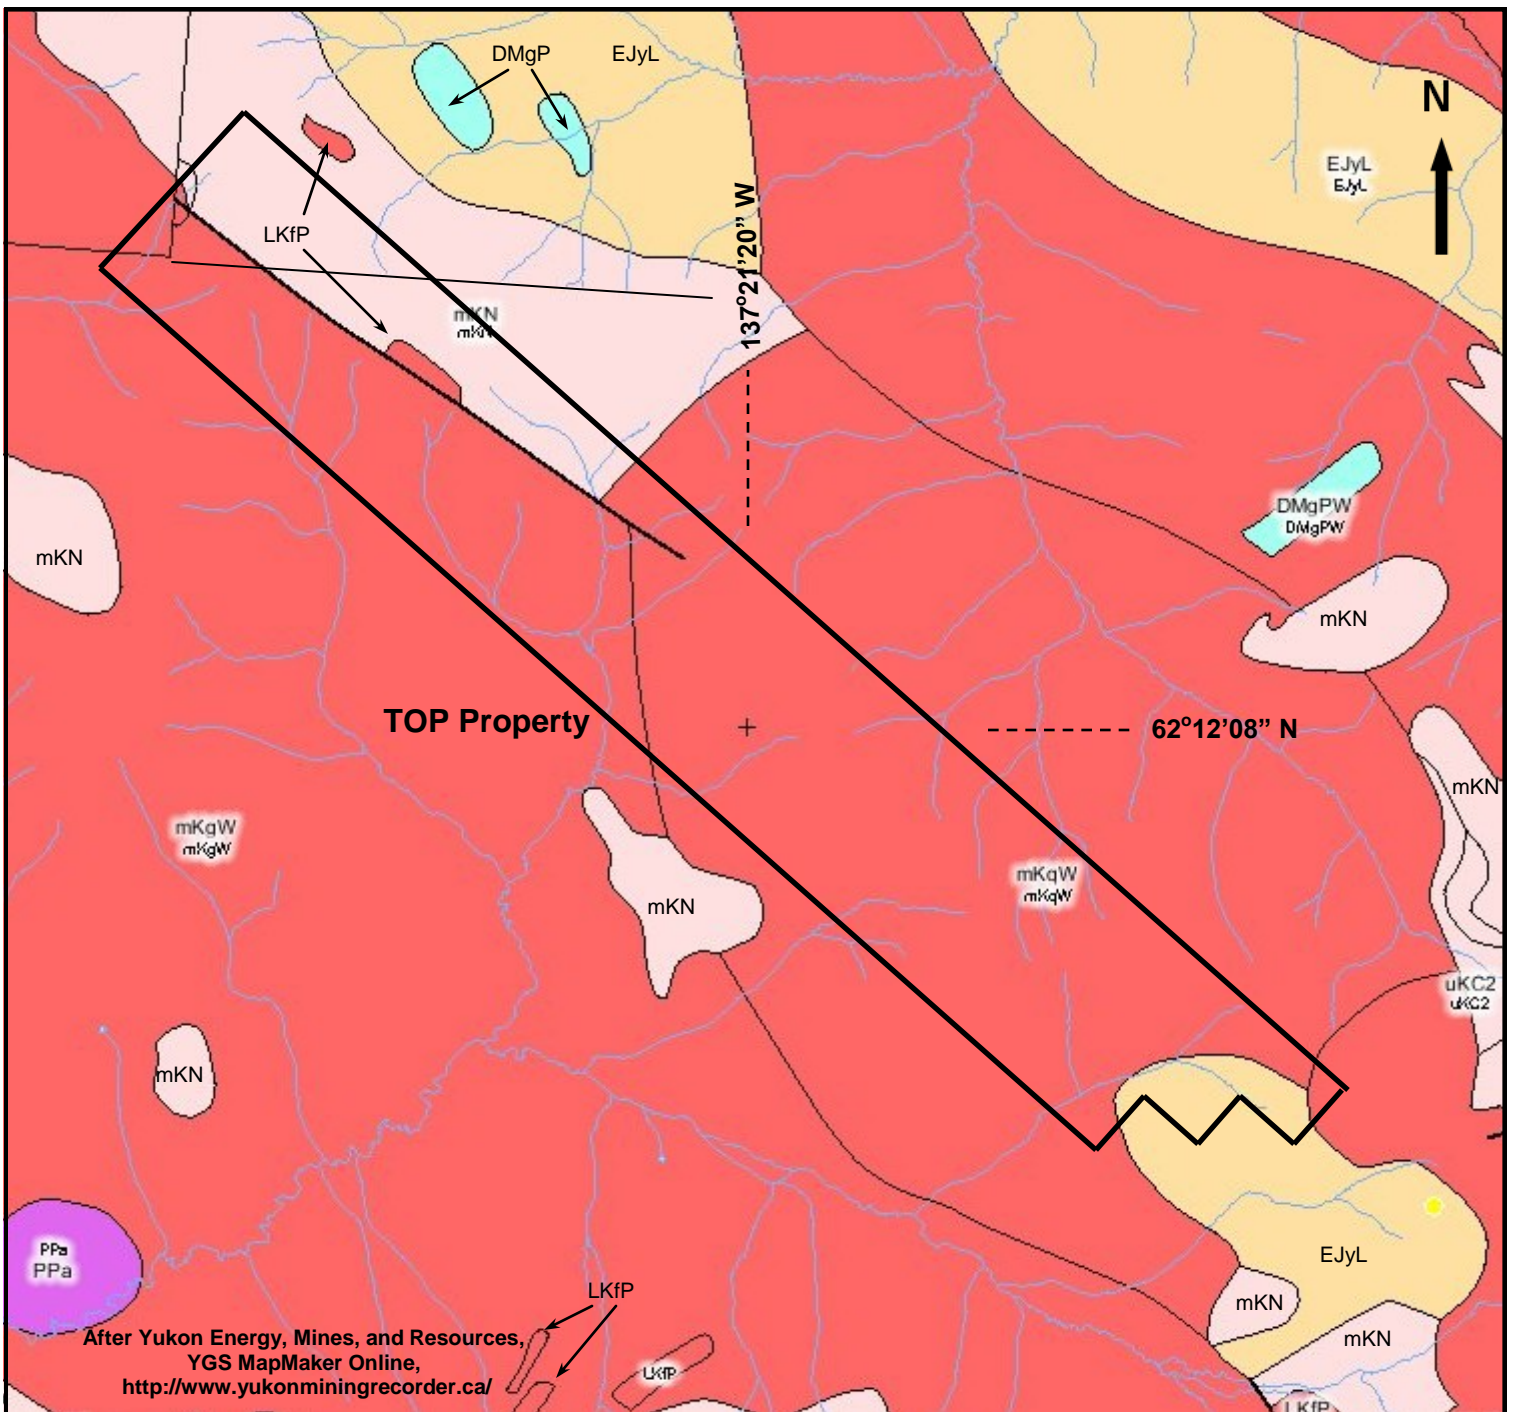 DMgP
EJyL
N
EJyL
EJyL
137°21'20" W
LKfP
mKN
mKN
DMgPW
DMgPW
mKN
mKN
TOP Property
62°12'08" N
mKN
mKgW
mKgW
mKqW
mKqW
mKN
uKC2
uKC2
mKN
PPa
PPa
EJyL
LKfP
mKN
After Yukon Energy, Mines, and Resources,
YGS MapMaker Online,
http://www.yukonminingrecorder.ca/
mKN
LKfP
LKfP